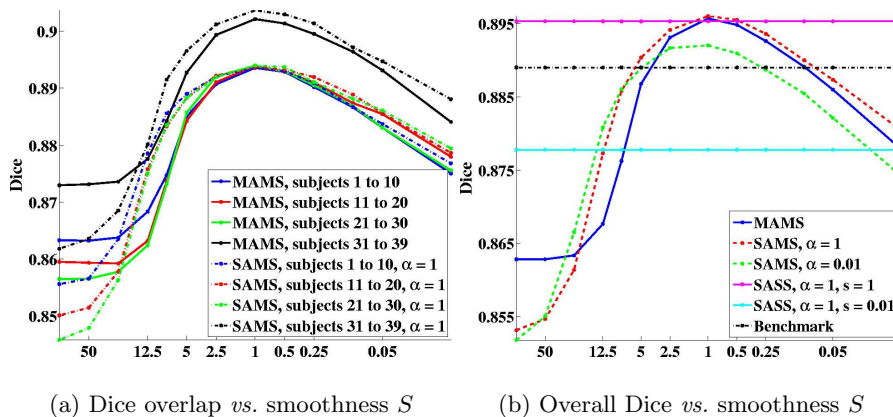 0.9
0.89
0.88
0.87
0.86
0.85
Dice
MAMS, subjects 1 to 10
MAMS, subjects 11 to 20
MAMS, subjects 21 to 30
MAMS, subjects 31 to 39
SAMS, subjects 1 to 10, α = 1
SAMS, subjects 11 to 20, α = 1
SAMS, subjects 21 to 30, α = 1
SAMS, subjects 31 to 39, α = 1
50 12.5 5 2.5 1 0.5 0.25 0.05
(a) Dice overlap vs. smoothness S
0.895
0.885
0.875
0.865
0.855
Dice
MAMS
SAMS, α = 1
SAMS, α = 0.01
SASS, α = 1, s = 1
SASS, α = 1, s = 0.01
Benchmark
50 12.5 5 2.5 1 0.5 0.25 0.05
(b) Overall Dice vs. smoothness S